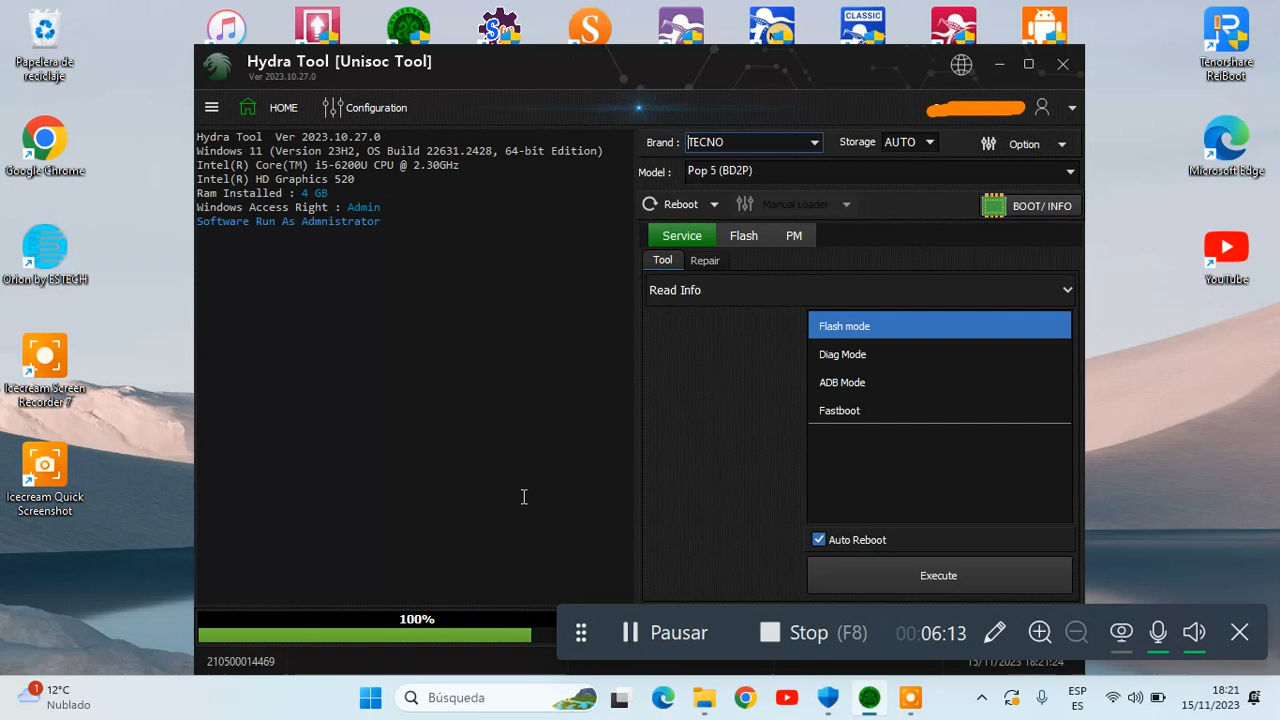 CLASSIC
Papelera de
reciclaje
Google Chrome
Orion by ESTECH
Icecream Screen
Recorder 7
Icecream Quick
Screenshot
Tenorshare
ReiBoot
Microsoft Edge
YouTube
Hydra Tool [Unisoc Tool]
Ver 2023.10.27.0
HOME
Configuration
Hydra Tool Ver 2023.10.27.0
Windows 11 (Version 23H2, OS Build 22631.2428, 64-bit Edition)
Intel(R) Core(TM) i5-6200U CPU @ 2.30GHz
Intel(R) HD Graphics 520
Ram Installed : 4 GB
Windows Access Right : Admin
Software Run As Admnistrator
Brand : TECNO Storage AUTO Option
Model : Pop 5 (BD2P)
Reboot Manual Loader BOOT/ INFO
Service Flash PM
Tool Repair
Read Info
Flash mode
Diag Mode
ADB Mode
Fastboot
Auto Reboot
Execute
100%
210500014469
15/11/2023 18:21:24
Pausar Stop (F8) 00:06:13
1
12°C
Nublado
Búsqueda
ESP
ES
18:21
15/11/2023